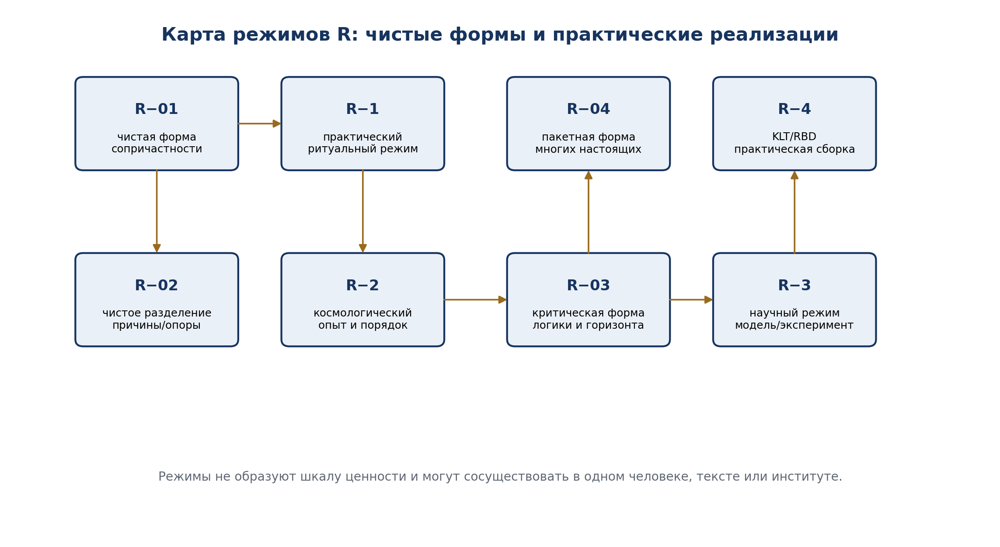 Карта режимов R: чистые формы и практические реализации
R−01
чистая форма
сопричастности
R−1
практический
ритуальный режим
R−04
пакетная форма
многих настоящих
R−4
KLT/RBD
практическая сборка
R−02
чистое разделение
причины/опоры
R−2
космологический
опыт и порядок
R−03
критическая форма
логики и горизонта
R−3
научный режим
модель/эксперимент
Режимы не образуют шкалу ценности и могут сосуществовать в одном человеке, тексте или институте.